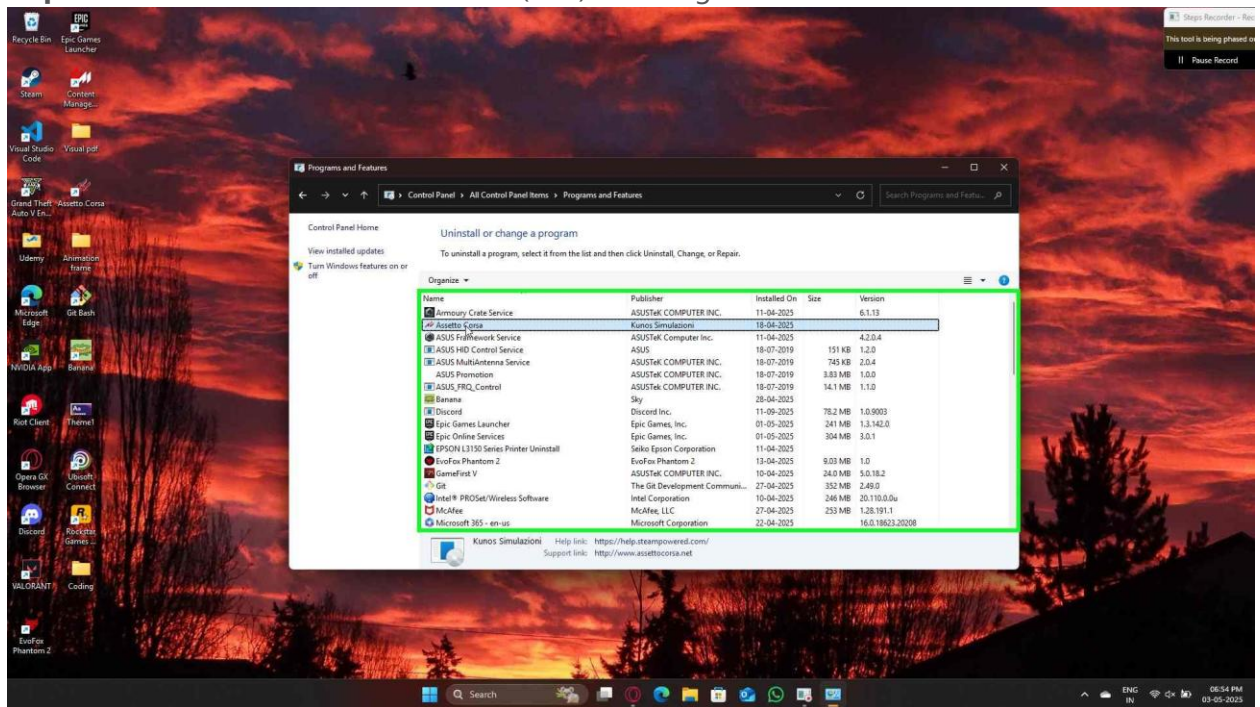 Recycle Bin
Epic Games Launcher
Steam
Content Manage...
Visual Studio Code
Visual pdf
Grand Theft Auto V En...
Assetto Corsa
Udemy
Animation frame
Microsoft Edge
Git Bash
NVIDIA App
Banana
Riot Client
Theme1
Opera GX Browser
Ubisoft Connect
Discord
Rockstar Games ...
VALORANT
Coding
EvoFox Phantom 2
Steps Recorder - Rec
This tool is being phased o
Pause Record
Programs and Features
Control Panel > All Control Panel Items > Programs and Features
Search Programs and Featu...
Control Panel Home
View installed updates
Turn Windows features on or off
Uninstall or change a program
To uninstall a program, select it from the list and then click Uninstall, Change, or Repair.
Organize
Name Publisher Installed On Size Version
Armoury Crate Service ASUSTeK COMPUTER INC. 11-04-2025 6.1.13
Assetto Corsa Kunos Simulazioni 18-04-2025
ASUS Framework Service ASUSTeK Computer Inc. 11-04-2025 4.2.0.4
ASUS HID Control Service ASUS 18-07-2019 151 KB 1.2.0
ASUS MultiAntenna Service ASUSTeK COMPUTER INC. 18-07-2019 745 KB 2.0.4
ASUS Promotion ASUSTeK COMPUTER INC. 18-07-2019 3.83 MB 1.0.0
ASUS_FRQ_Control ASUSTeK COMPUTER INC. 18-07-2019 14.1 MB 1.1.0
Banana Sky 28-04-2025
Discord Discord Inc. 11-09-2025 78.2 MB 1.0.9003
Epic Games Launcher Epic Games, Inc. 01-05-2025 241 MB 1.3.142.0
Epic Online Services Epic Games, Inc. 01-05-2025 304 MB 3.0.1
EPSON L3150 Series Printer Uninstall Seiko Epson Corporation 11-04-2025
EvoFox Phantom 2 EvoFox Phantom 2 13-04-2025 9.03 MB 1.0
GameFirst V ASUSTeK COMPUTER INC. 10-04-2025 24.0 MB 5.0.18.2
Git The Git Development Communi... 27-04-2025 352 MB 2.49.0
Intel® PROSet/Wireless Software Intel Corporation 10-04-2025 246 MB 20.110.0.0u
McAfee McAfee, LLC 27-04-2025 253 MB 1.28.191.1
Microsoft 365 - en-us Microsoft Corporation 22-04-2025 16.0.18623.20208
Kunos Simulazioni Help link: https://help.steampowered.com/
Support link: http://www.assettocorsa.net
Search
ENG
IN
06:54 PM
03-05-2025